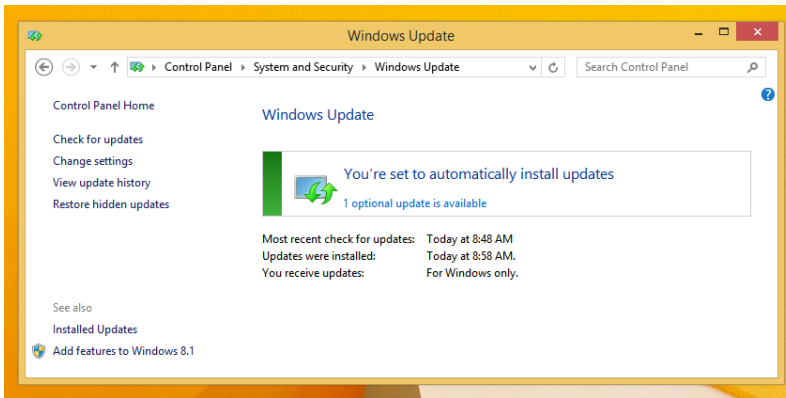 Windows Update
Control Panel
System and Security
Windows Update
Search Control Panel
Control Panel Home
Check for updates
Change settings
View update history
Restore hidden updates
See also
Installed Updates
Add features to Windows 8.1
Windows Update
You're set to automatically install updates
1 optional update is available
Most recent check for updates: Today at 8:48 AM
Updates were installed: Today at 8:58 AM.
You receive updates: For Windows only.